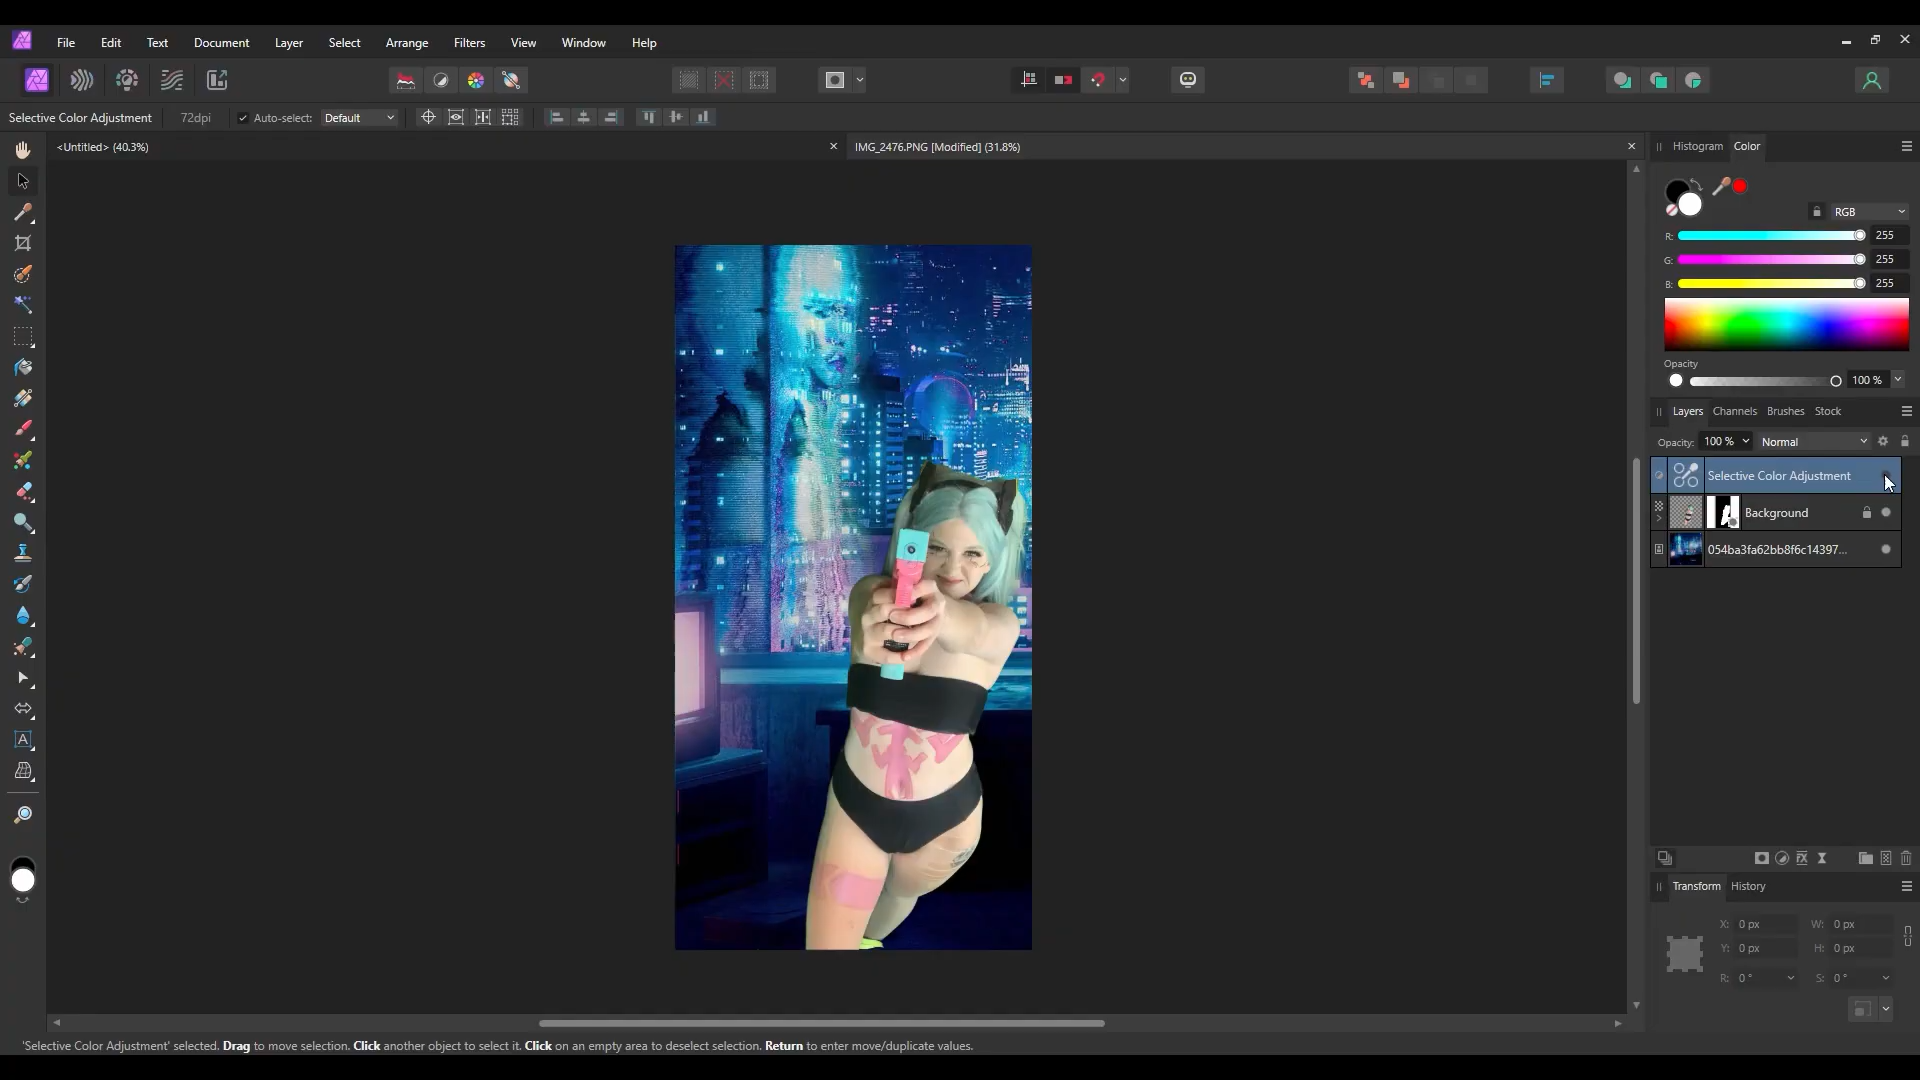 File Edit Text Document Layer Select Arrange Filters View Window Help
Selective Color Adjustment 72dpi Auto-select: Default
<Untitled> (40.3%)
IMG_2476.PNG [Modified] (31.8%)
Histogram Color
RGB
R: 255
G: 255
B: 255
Opacity
100 %
Layers Channels Brushes Stock
Opacity: 100 % Normal
Selective Color Adjustment
Background
054ba3fa62bb8f6c14397...
Transform History
X: 0 px W: 0 px
Y: 0 px H: 0 px
R: 0 ° S: 0 °
'Selective Color Adjustment' selected. Drag to move selection. Click another object to select it. Click on an empty area to deselect selection. Return to enter move/duplicate values.